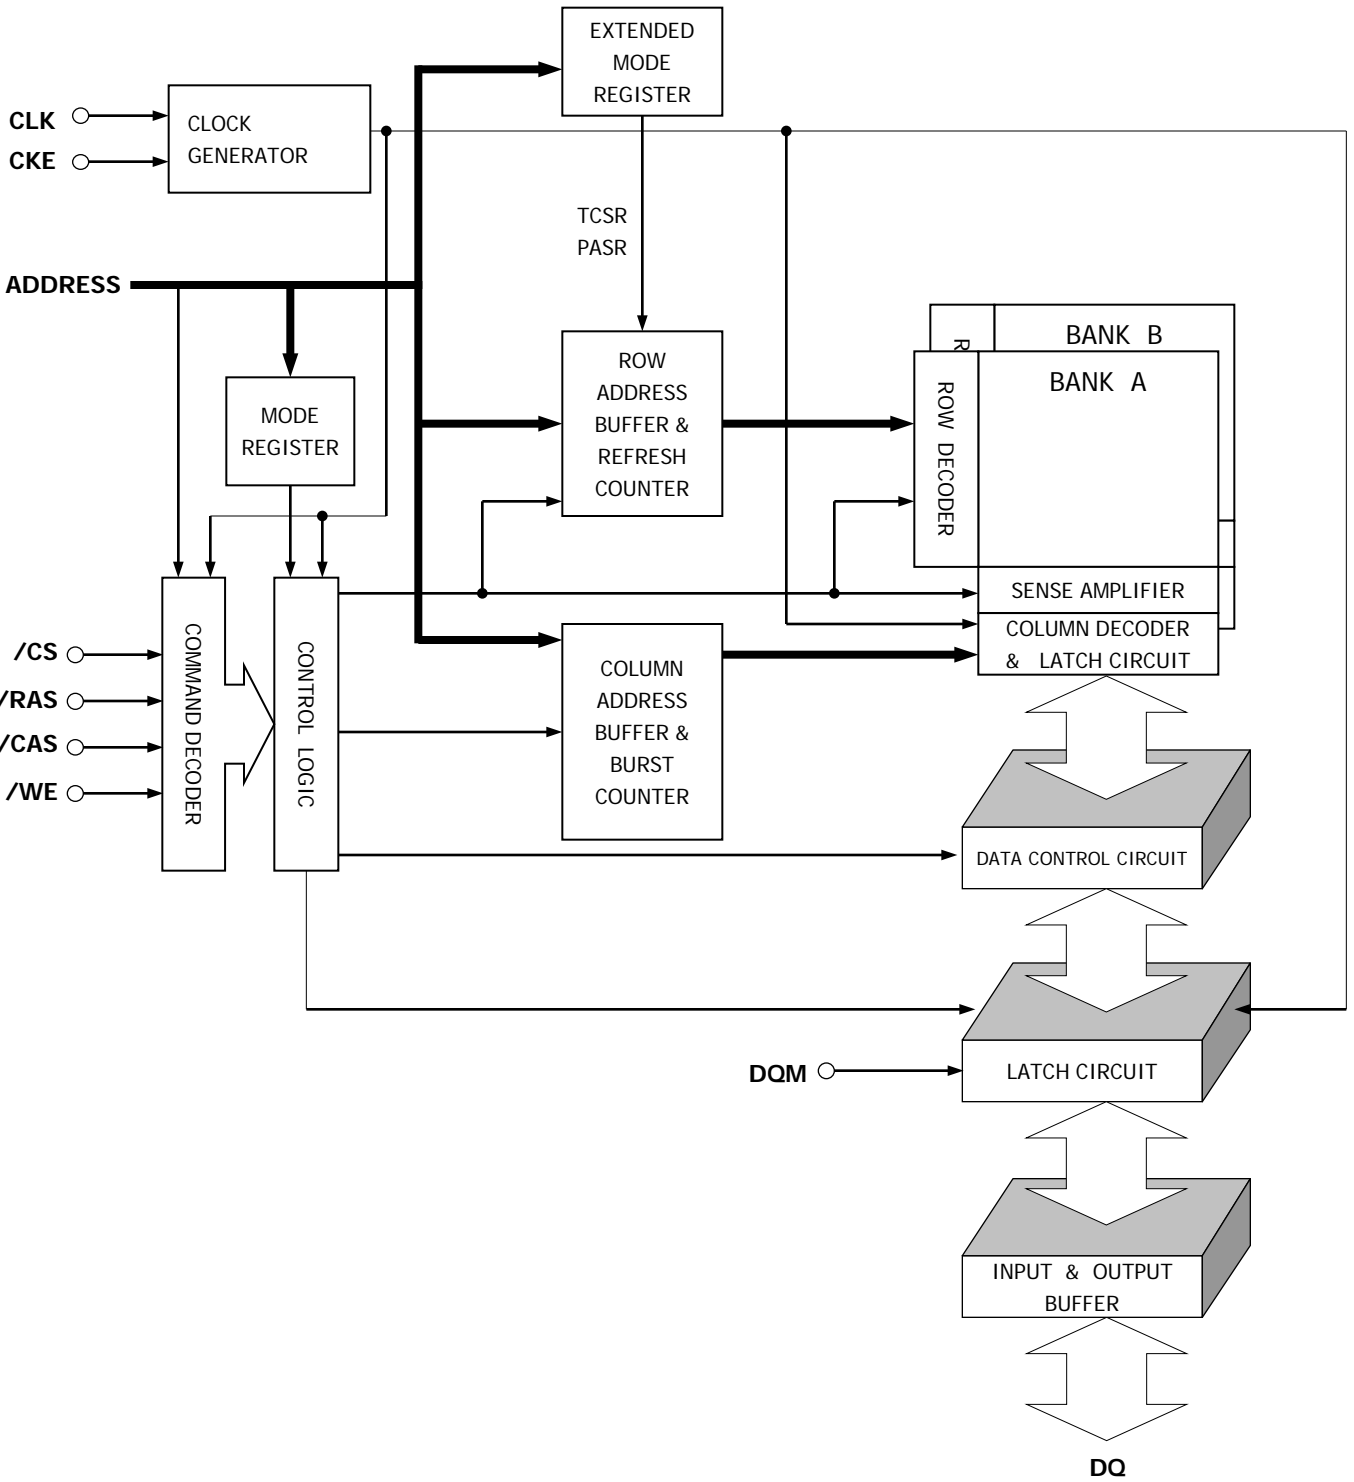 EXTENDED
MODE
REGISTER
CLK
CKE
CLOCK
GENERATOR
TCSR
PASR
ADDRESS
MODE
REGISTER
ROW
ADDRESS
BUFFER &
REFRESH
COUNTER
BANK B
R
BANK A
ROW DECODER
SENSE AMPLIFIER
COLUMN DECODER
& LATCH CIRCUIT
/CS
/RAS
/CAS
/WE
COMMAND DECODER
CONTROL LOGIC
COLUMN
ADDRESS
BUFFER &
BURST
COUNTER
DATA CONTROL CIRCUIT
DQM
LATCH CIRCUIT
INPUT & OUTPUT
BUFFER
DQ